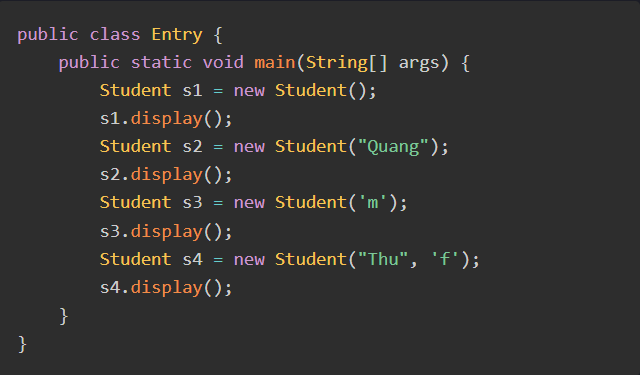 public class Entry {
    public static void main(String[] args) {
        Student s1 = new Student();
        s1.display();
        Student s2 = new Student("Quang");
        s2.display();
        Student s3 = new Student('m');
        s3.display();
        Student s4 = new Student("Thu", 'f');
        s4.display();
    }
}